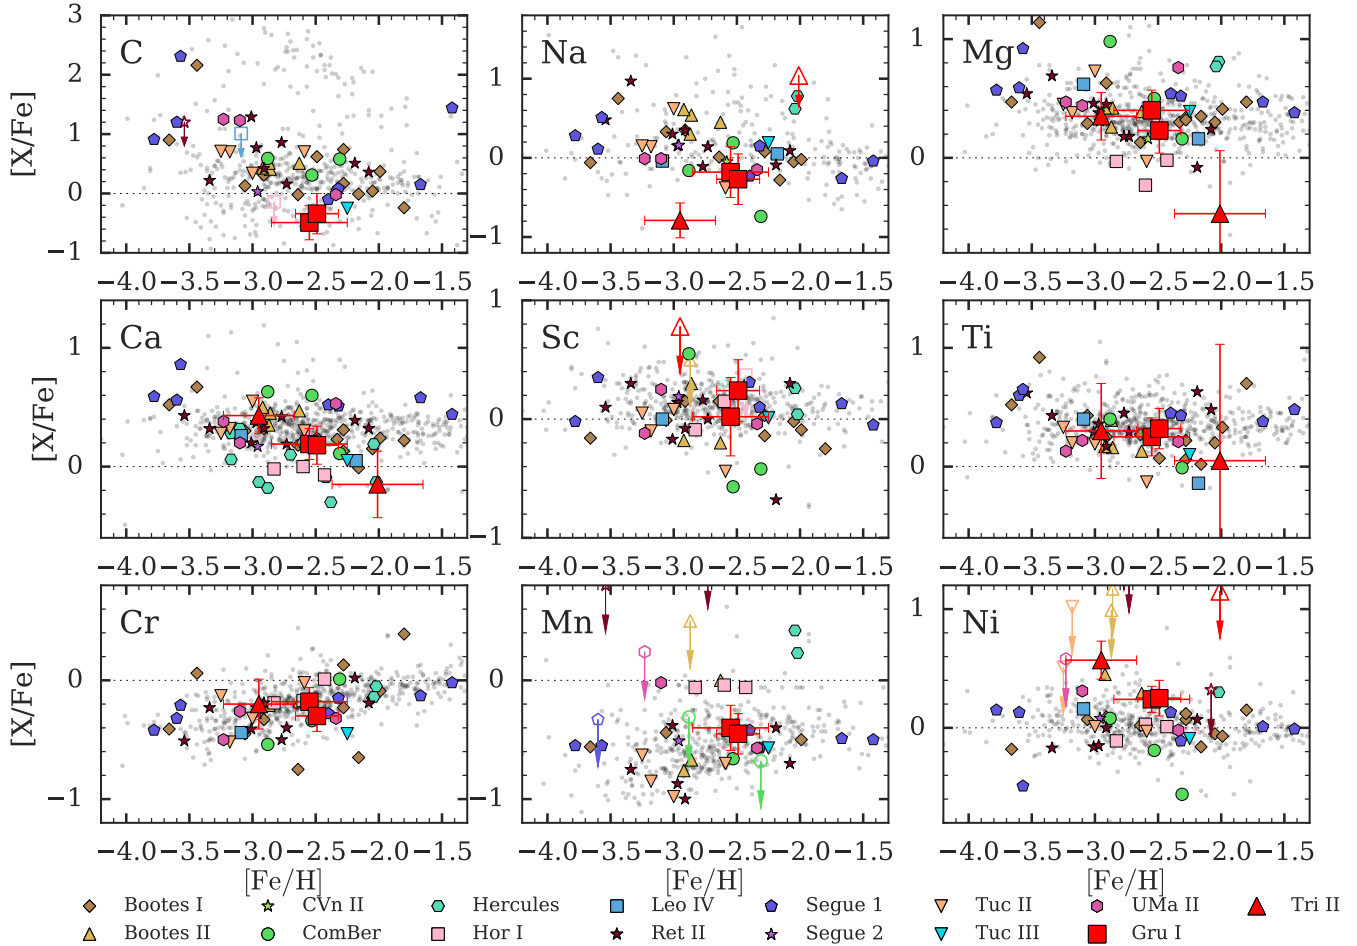 3
2
1
0
−1
[X/Fe]
C
−4.0 −3.5 −3.0 −2.5 −2.0 −1.5
1
0
−1
Na
−4.0 −3.5 −3.0 −2.5 −2.0 −1.5
1
0
Mg
−4.0 −3.5 −3.0 −2.5 −2.0 −1.5
1
0
[X/Fe]
Ca
−4.0 −3.5 −3.0 −2.5 −2.0 −1.5
1
0
−1
Sc
−4.0 −3.5 −3.0 −2.5 −2.0 −1.5
1
0
Ti
−4.0 −3.5 −3.0 −2.5 −2.0 −1.5
0
−1
[X/Fe]
Cr
−4.0 −3.5 −3.0 −2.5 −2.0 −1.5
[Fe/H]
0
−1
Mn
−4.0 −3.5 −3.0 −2.5 −2.0 −1.5
[Fe/H]
1
0
Ni
−4.0 −3.5 −3.0 −2.5 −2.0 −1.5
[Fe/H]
Bootes I CVn II Hercules Leo IV Segue 1 Tuc II UMa II Tri II
Bootes II ComBer Hor I Ret II Segue 2 Tuc III Gru I